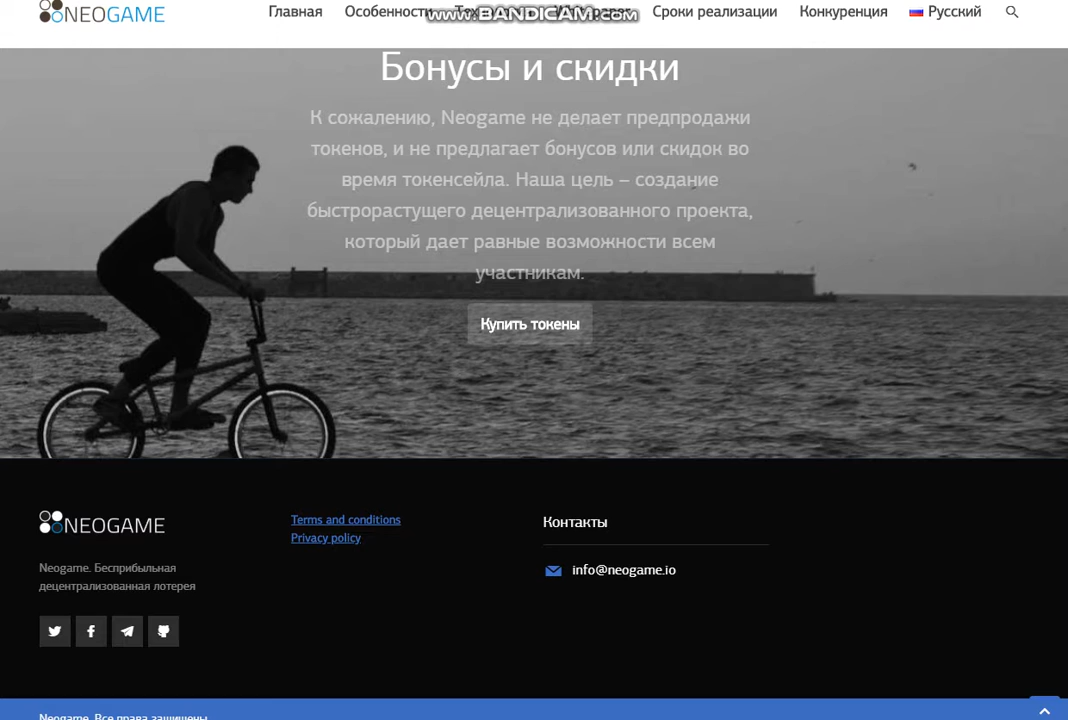 NEOGAME
Главная
Особенности
www.BANDICAM.com
Сроки реализации
Конкуренция
Русский
Бонусы и скидки
К сожалению, Neogame не делает предпродажи
токенов, и не предлагает бонусов или скидок во
время токенсейла. Наша цель – создание
быстрорастущего децентрализованного проекта,
который дает равные возможности всем
участникам.
Купить токены
NEOGAME
Neogame. Бесприбыльная
децентрализованная лотерея
Terms and conditions
Privacy policy
Контакты
info@neogame.io
Neogame. Все права защищены